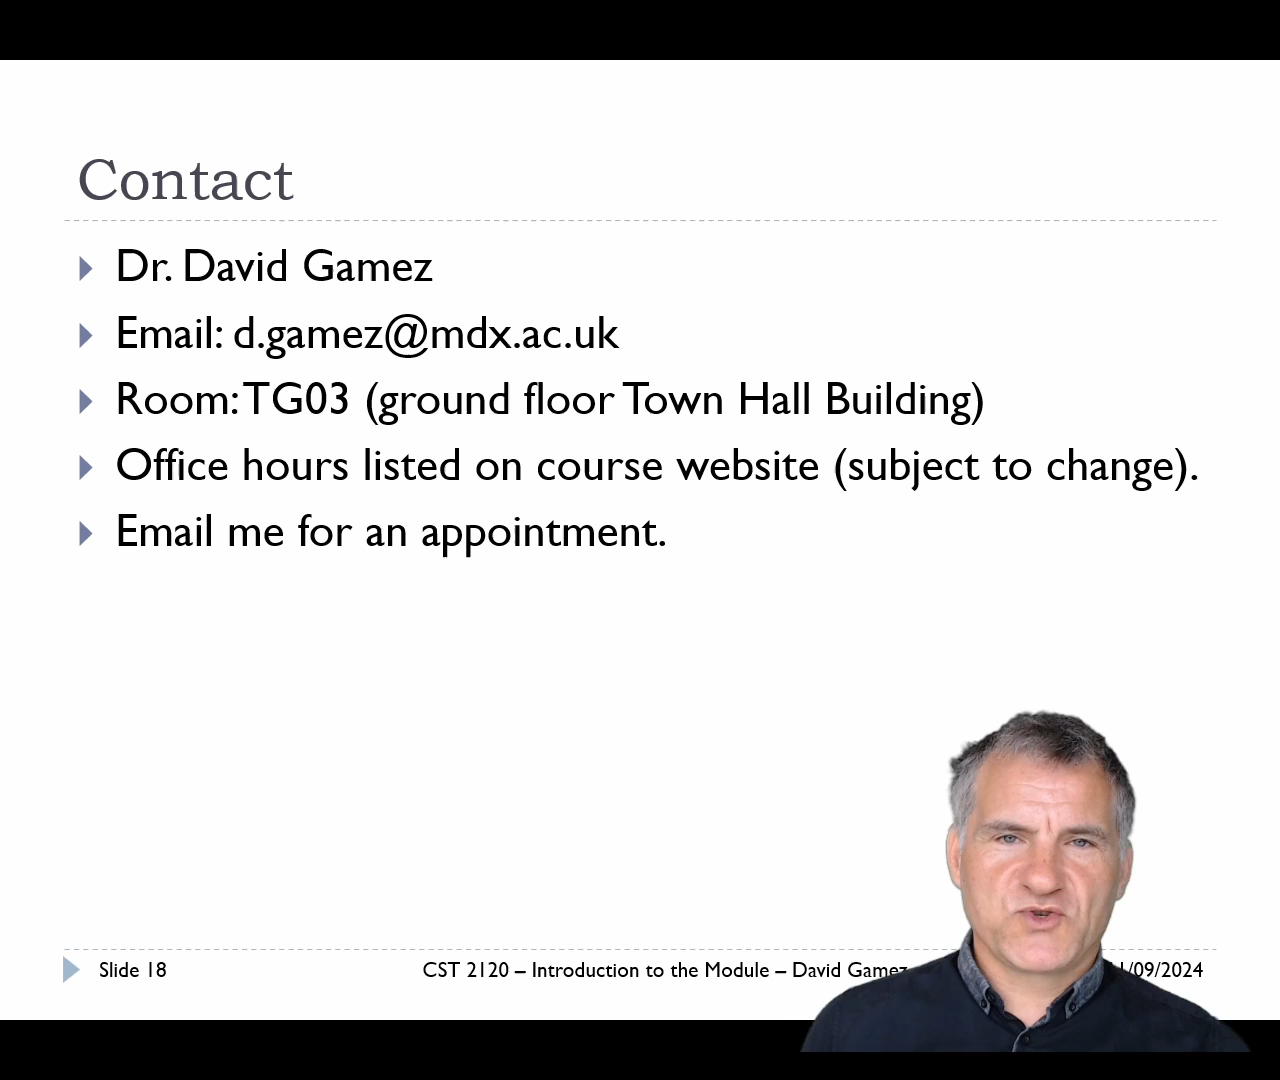 Contact
Dr. David Gamez
Email: d.gamez@mdx.ac.uk
Room: TG03 (ground floor Town Hall Building)
Office hours listed on course website (subject to change).
Email me for an appointment.
Slide 18
CST 2120 – Introduction to the Module – David Gamez
1/09/2024